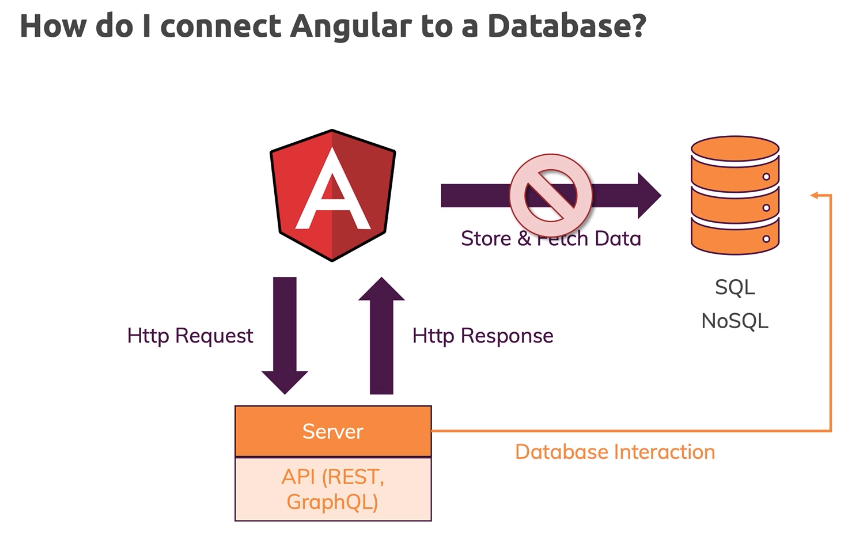 How do I connect Angular to a Database?
A
Store & Fetch Data
SQL
NoSQL
Http Request
Http Response
Server
API (REST,
GraphQL)
Database Interaction